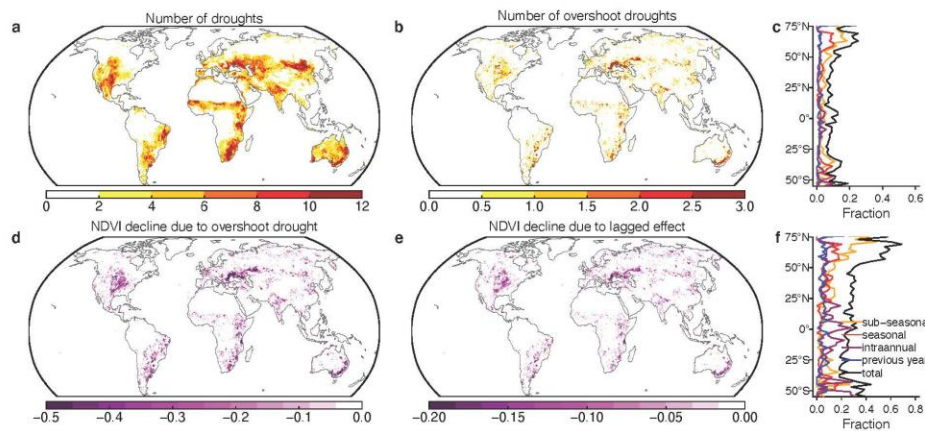 a Number of droughts
b Number of overshoot droughts
c
75°N
50°N
25°N
0°
25°S
50°S
0 2 4 6 8 10 12
0.0 0.5 1.0 1.5 2.0 2.5 3.0
0.0 0.2 0.4 0.6
Fraction
d NDVI decline due to overshoot drought
e NDVI decline due to lagged effect
f
75°N
50°N
25°N
0°
25°S
50°S
sub-seasonal
seasonal
intraannual
previous year
total
−0.5 −0.4 −0.3 −0.2 −0.1 0.0
−0.20 −0.15 −0.10 −0.05 0.00
0.0 0.2 0.4 0.6 0.8
Fraction